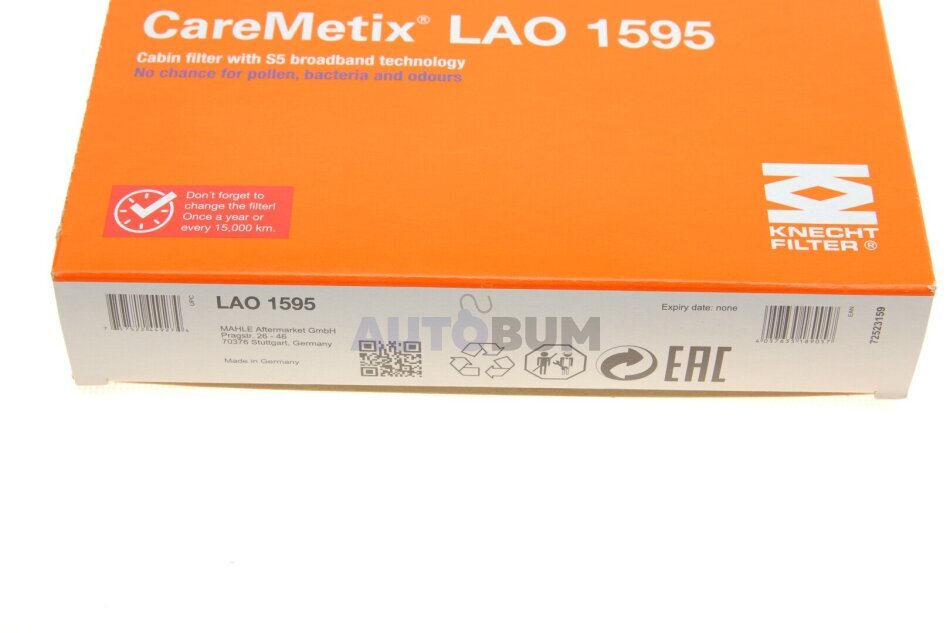 CareMetix® LAO 1595
Cabin filter with S5 broadband technology
No chance for pollen, bacteria and odours
Don't forget to
change the filter!
Once a year or
every 15,000 km.
KNECHT
FILTER®
UPC
LAO 1595
MAHLE Aftermarket GmbH
Pragstr. 26 - 46
70376 Stuttgart, Germany
Made in Germany
AUTOBUM
EAC
Expiry date: none
EAN
72523159